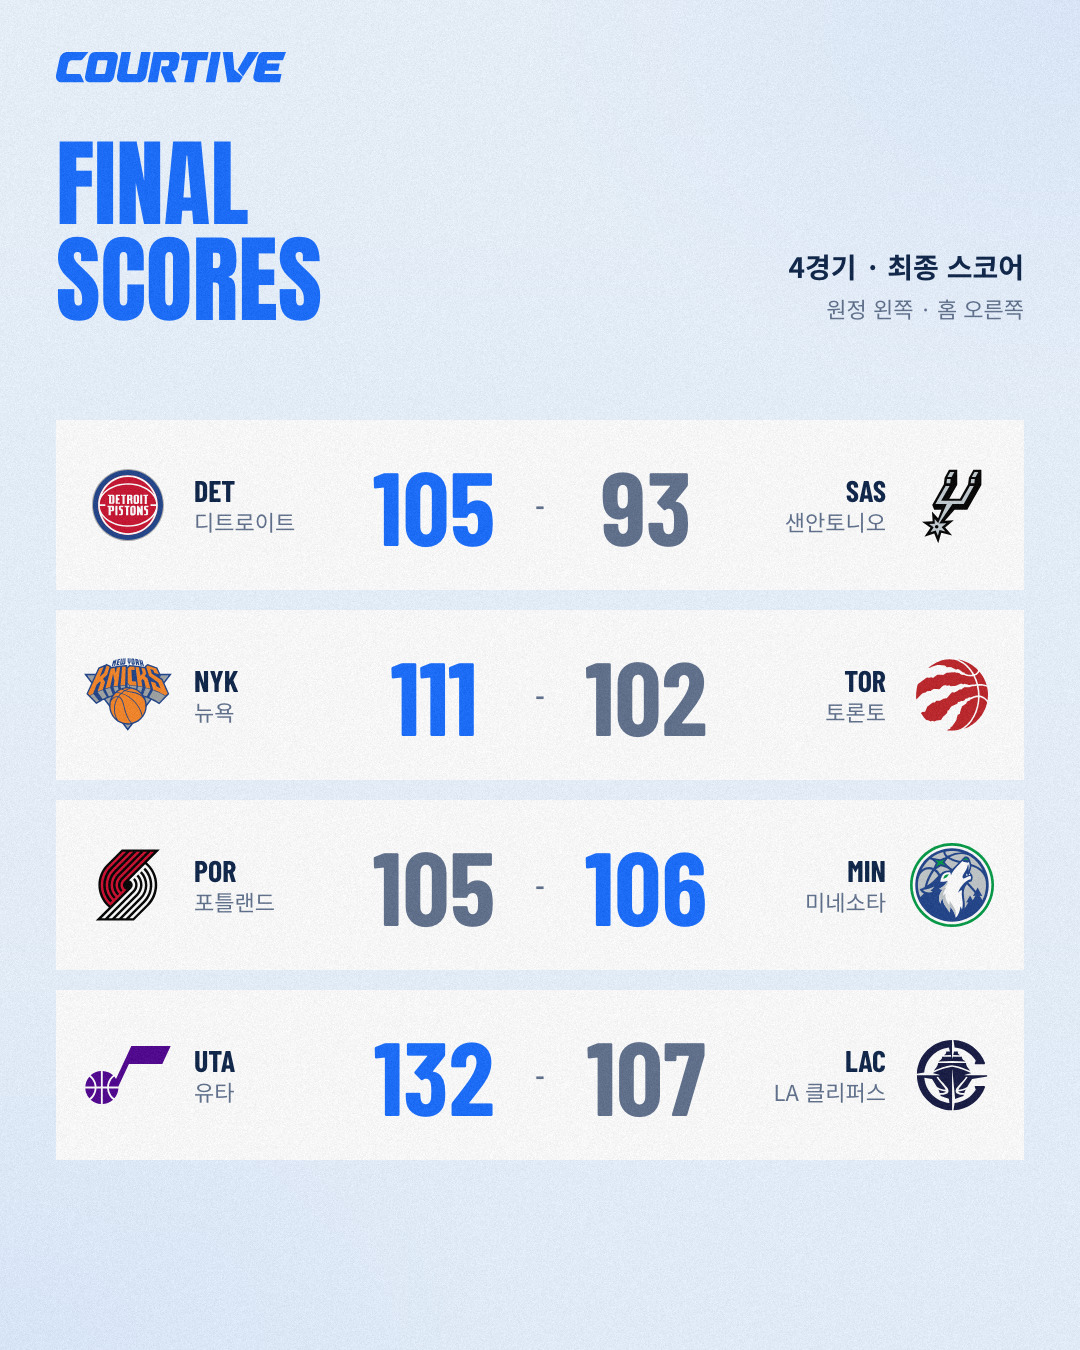 COURTIVE
FINAL
SCORES
4경기 · 최종 스코어
원정 왼쪽 · 홈 오른쪽
DETROIT
PISTONS
DET
디트로이트
105 - 93
SAS
샌안토니오
NEW YORK
KNICKS
NYK
뉴욕
111 - 102
TOR
토론토
POR
포틀랜드
105 - 106
MIN
미네소타
UTA
유타
132 - 107
LAC
LA 클리퍼스